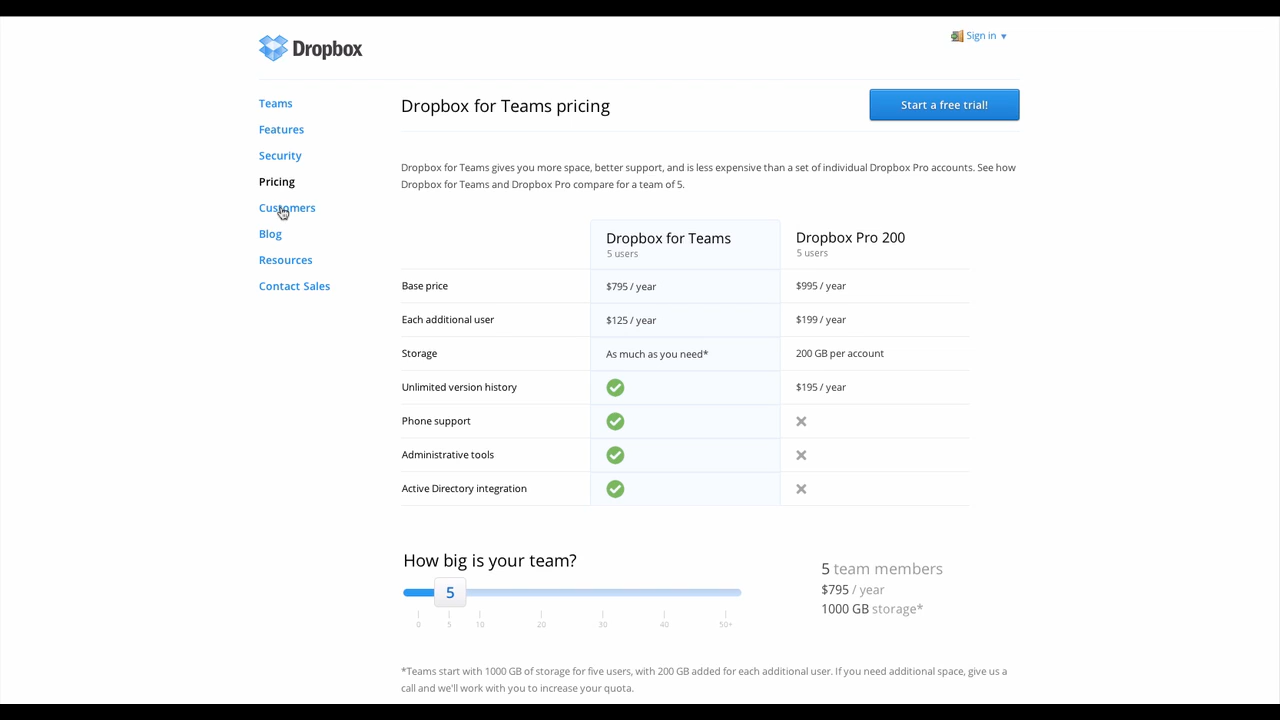 Dropbox
Sign in ▼
Teams
Features
Security
Pricing
Customers
Blog
Resources
Contact Sales
Dropbox for Teams pricing
Start a free trial!
Dropbox for Teams gives you more space, better support, and is less expensive than a set of individual Dropbox Pro accounts. See how
Dropbox for Teams and Dropbox Pro compare for a team of 5.
Dropbox for Teams Dropbox Pro 200
5 users 5 users
Base price $795 / year $995 / year
Each additional user $125 / year $199 / year
Storage As much as you need* 200 GB per account
Unlimited version history $195 / year
Phone support
Administrative tools
Active Directory integration
How big is your team?
5
0 5 10 20 30 40 50+
5 team members
$795 / year
1000 GB storage*
*Teams start with 1000 GB of storage for five users, with 200 GB added for each additional user. If you need additional space, give us a
call and we'll work with you to increase your quota.